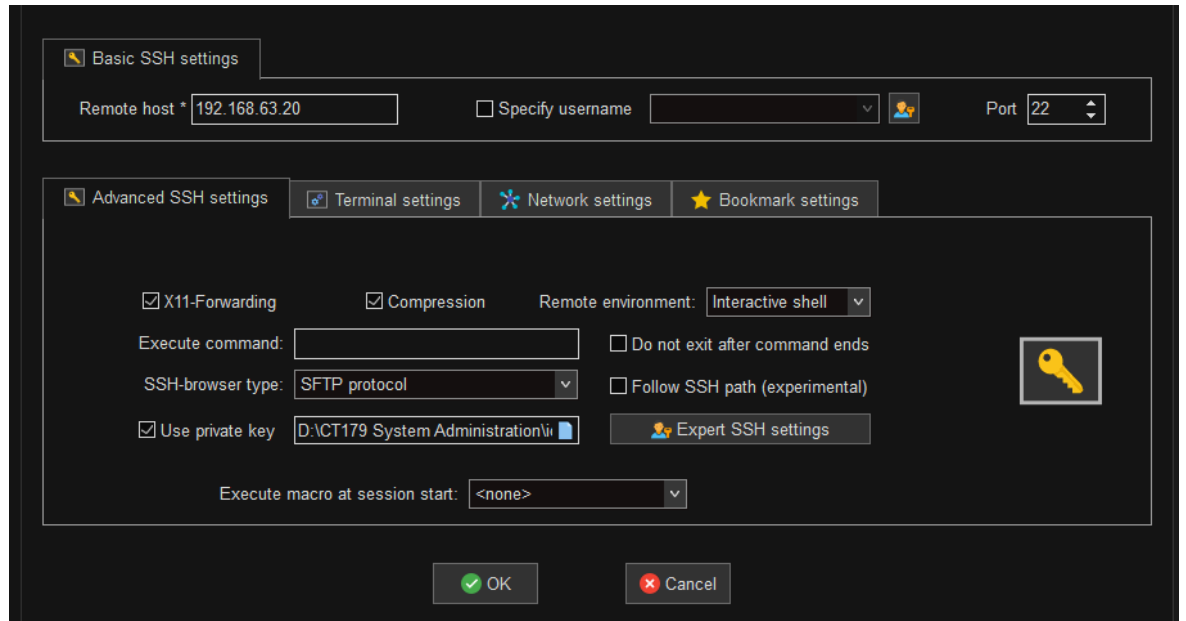 Basic SSH settings
Remote host * 192.168.63.20 Specify username Port 22
Advanced SSH settings Terminal settings Network settings Bookmark settings
X11-Forwarding Compression Remote environment: Interactive shell
Execute command: Do not exit after command ends
SSH-browser type: SFTP protocol Follow SSH path (experimental)
Use private key D:\CT179 System Administration\ Expert SSH settings
Execute macro at session start: <none>
OK Cancel